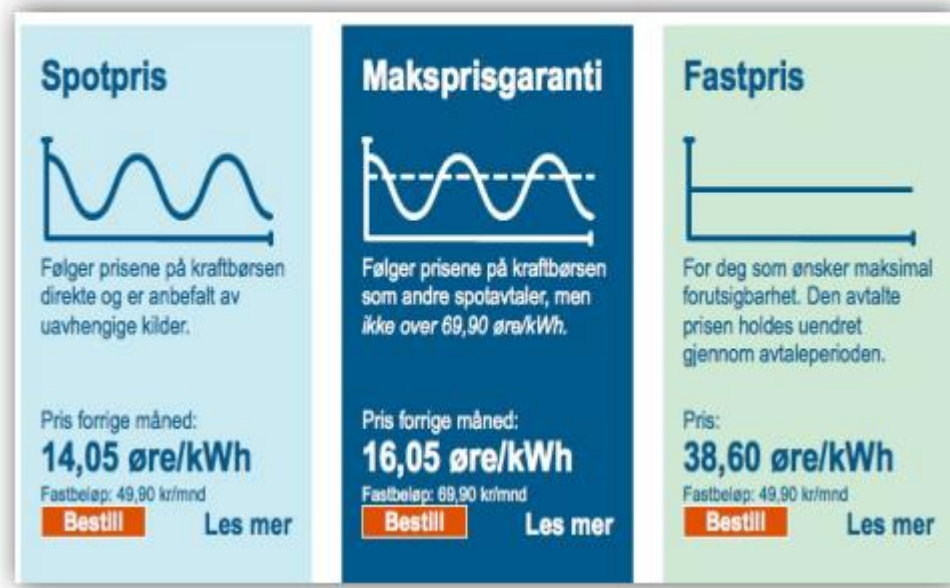 Spotpris
Følger prisene på kraftbørsen
direkte og er anbefalt av
uavhengige kilder.
Pris forrige måned:
14,05 øre/kWh
Fastbeløp: 49,90 kr/mnd
Bestill
Les mer
Maksprisgaranti
Følger prisene på kraftbørsen
som andre spotavtaler, men
ikke over 69,90 øre/kWh.
Pris forrige måned:
16,05 øre/kWh
Fastbeløp: 69,90 kr/mnd
Bestill
Les mer
Fastpris
For deg som ønsker maksimal
forutsigbarhet. Den avtalte
prisen holdes uendret
gjennom avtaleperioden.
Pris:
38,60 øre/kWh
Fastbeløp: 49,90 kr/mnd
Bestill
Les mer